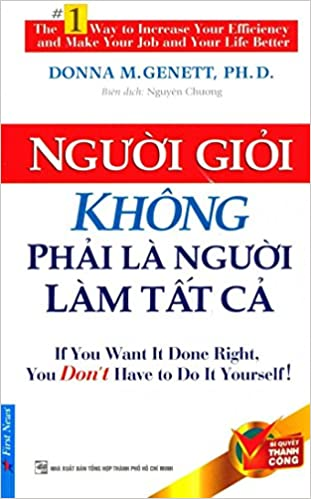 The #1 Way to Increase Your Efficiency
and Make Your Job and Your Life Better
DONNA M. GENETT, PH. D.
Biên dịch: Nguyên Chương
NGƯỜI GIỎI
KHÔNG
PHẢI LÀ NGƯỜI
LÀM TẤT CẢ
If You Want It Done Right,
You Don't Have to Do It Yourself!
First News
NHÀ XUẤT BẢN TỔNG HỢP THÀNH PHỐ HỒ CHÍ MINH
BÍ QUYẾT
THÀNH CÔNG